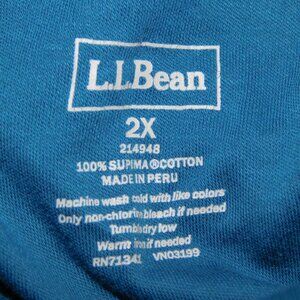 L.L.Bean
2X
214948
100% SUPIMA®COTTON
MADE IN PERU
Machine wash cold with like colors
Only non-chlorine bleach if needed
Tumble dry low
Warm iron if needed
RN71341 VN03199